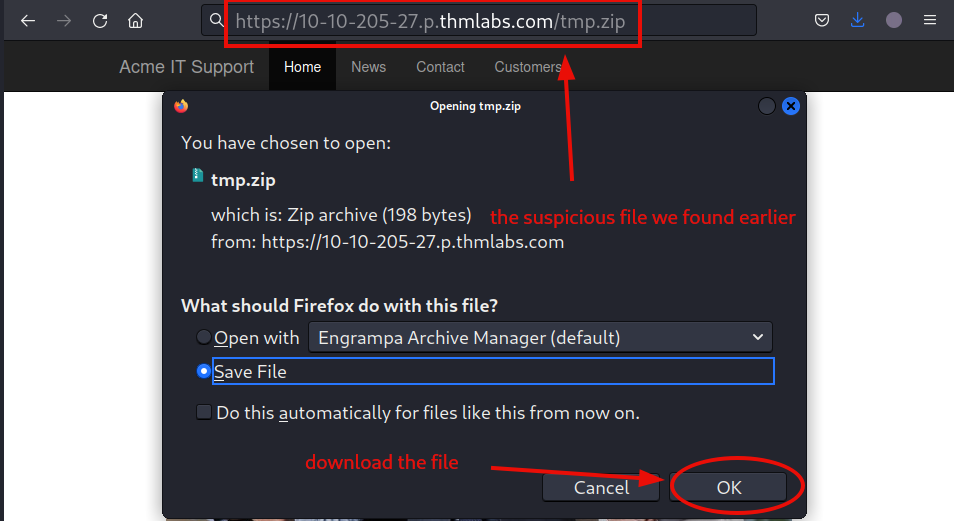 https://10-10-205-27.p.thmlabs.com/tmp.zip
Acme IT Support Home News Contact Customers
Opening tmp.zip
You have chosen to open:
tmp.zip
which is: Zip archive (198 bytes) the suspicious file we found earlier
from: https://10-10-205-27.p.thmlabs.com
What should Firefox do with this file?
Open with Engrampa Archive Manager (default)
Save File
Do this automatically for files like this from now on.
download the file
Cancel OK